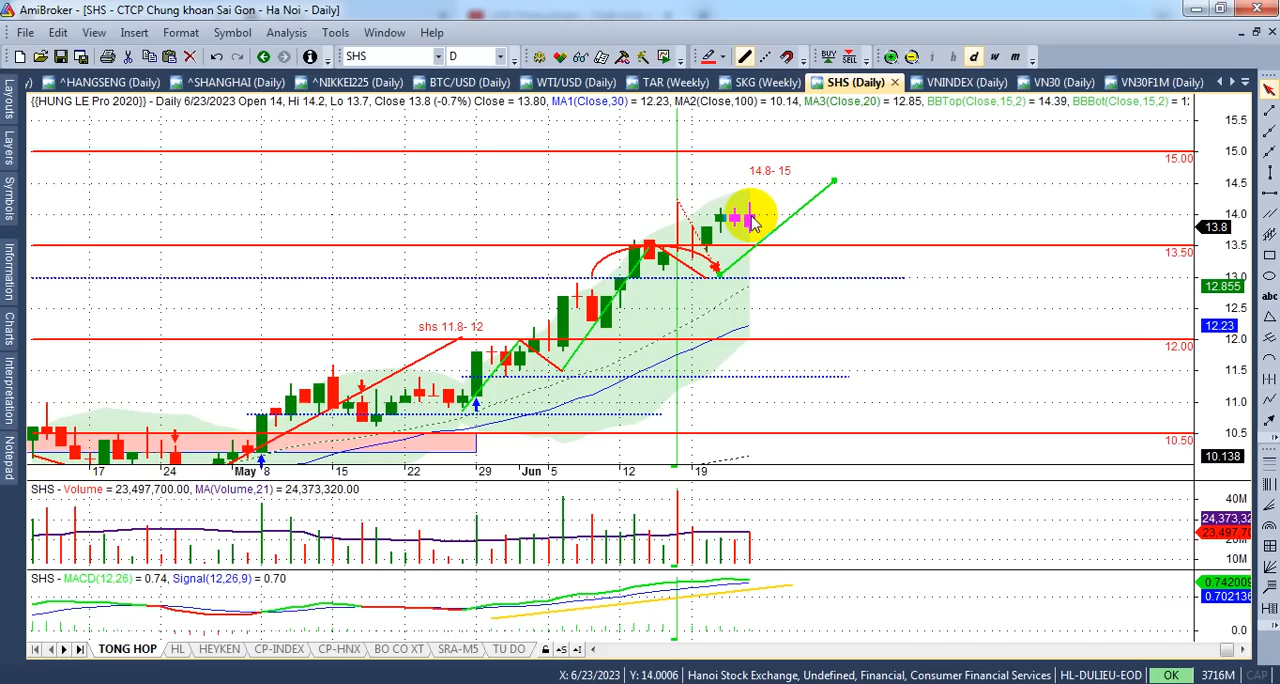 AmiBroker - [SHS - CTCP Chung khoan Sai Gon - Ha Noi - Daily]
File Edit View Insert Format Symbol Analysis Tools Window Help
SHS D BUY SELL i h d w m
^HANGSENG (Daily) ^SHANGHAI (Daily) ^NIKKEI225 (Daily) BTC/USD (Daily) WTI/USD (Daily) TAR (Weekly) SKG (Weekly) SHS (Daily) VNINDEX (Daily) VN30 (Daily) VN30F1M (Daily)
{{HUNG LE Pro 2020}} - Daily 6/23/2023 Open 14, Hi 14.2, Lo 13.7, Close 13.8 (-0.7%) Close = 13.80, MA1(Close,30) = 12.23, MA2(Close,100) = 10.14, MA3(Close,20) = 12.85, BBTop(Close,15,2) = 14.39, BBBot(Close,15,2) = 12
Layouts
Layers
Symbols
Information
Charts
Interpretation
Notepad
abc
15.5
15.0
15.00
14.8- 15
14.5
14.0
13.8
13.5
13.50
13.0
12.855
12.5
12.23
shs 11.8- 12
12.0
12.00
11.5
11.0
10.5
10.50
10.138
17 24 May 8 15 22 29 Jun 5 12 19
SHS - Volume = 23,497,700.00, MA(Volume,21) = 24,373,320.00
40M
24,373,32
23,497,70
10M
SHS - MACD(12,26) = 0.74, Signal(12,26,9) = 0.70
0.742009
0.702136
0.0
TONG HOP HL HEYKEN CP-INDEX CP-HNX BO CO XT SRA-M5 TU DO
X: 6/23/2023 Y: 14.0006 Hanoi Stock Exchange, Undefined, Financial, Consumer Financial Services HL-DULIEU-EOD OK 3716M CAP